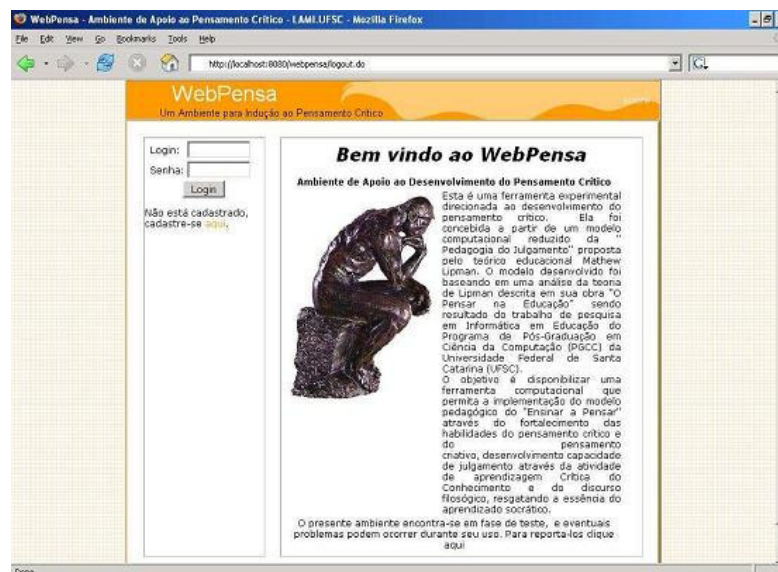 WebPensa - Ambiente de Apoio ao Pensamento Crítico - LAMI.UFSC - Mozilla Firefox
File Edit View Go Bookmarks Tools Help
http://localhost:8080/webpensa/logout.do
WebPensa
Um Ambiente para Indução ao Pensamento Crítico
Login:
Senha:
Login
Não está cadastrado,
cadastre-se aqui.
Bem vindo ao WebPensa
Ambiente de Apoio ao Desenvolvimento do Pensamento Crítico
Esta é uma ferramenta experimental
direcionada ao desenvolvimento do
pensamento crítico. Ela foi
concebida a partir de um modelo
computacional reduzido da "
Pedagogia do Julgamento" proposta
pelo teórico educacional Mathew
Lipman. O modelo desenvolvido foi
baseando em uma análise da teoria
de Lipman descrita em sua obra "O
Pensar na Educação" sendo
resultado do trabalho de pesquisa
em Informática em Educação do
Programa de Pós-Graduação em
Ciência da Computação (PGCC) da
Universidade Federal de Santa
Catarina (UFSC).
O objetivo é disponibilizar uma
ferramenta computacional que
permita a implementação do modelo
pedagógico do "Ensinar a Pensar"
através do fortalecimento das
habilidades do pensamento crítico e
do pensamento
criativo, desenvolvimento capacidade
de julgamento através da atividade
de aprendizagem Crítica do
Conhecimento e do discurso
filosógico, resgatando a essência do
aprendizado socrático.
O presente ambiente encontra-se em fase de teste, e eventuais
problemas podem ocorrer durante seu uso. Para reporta-los clique
aqui